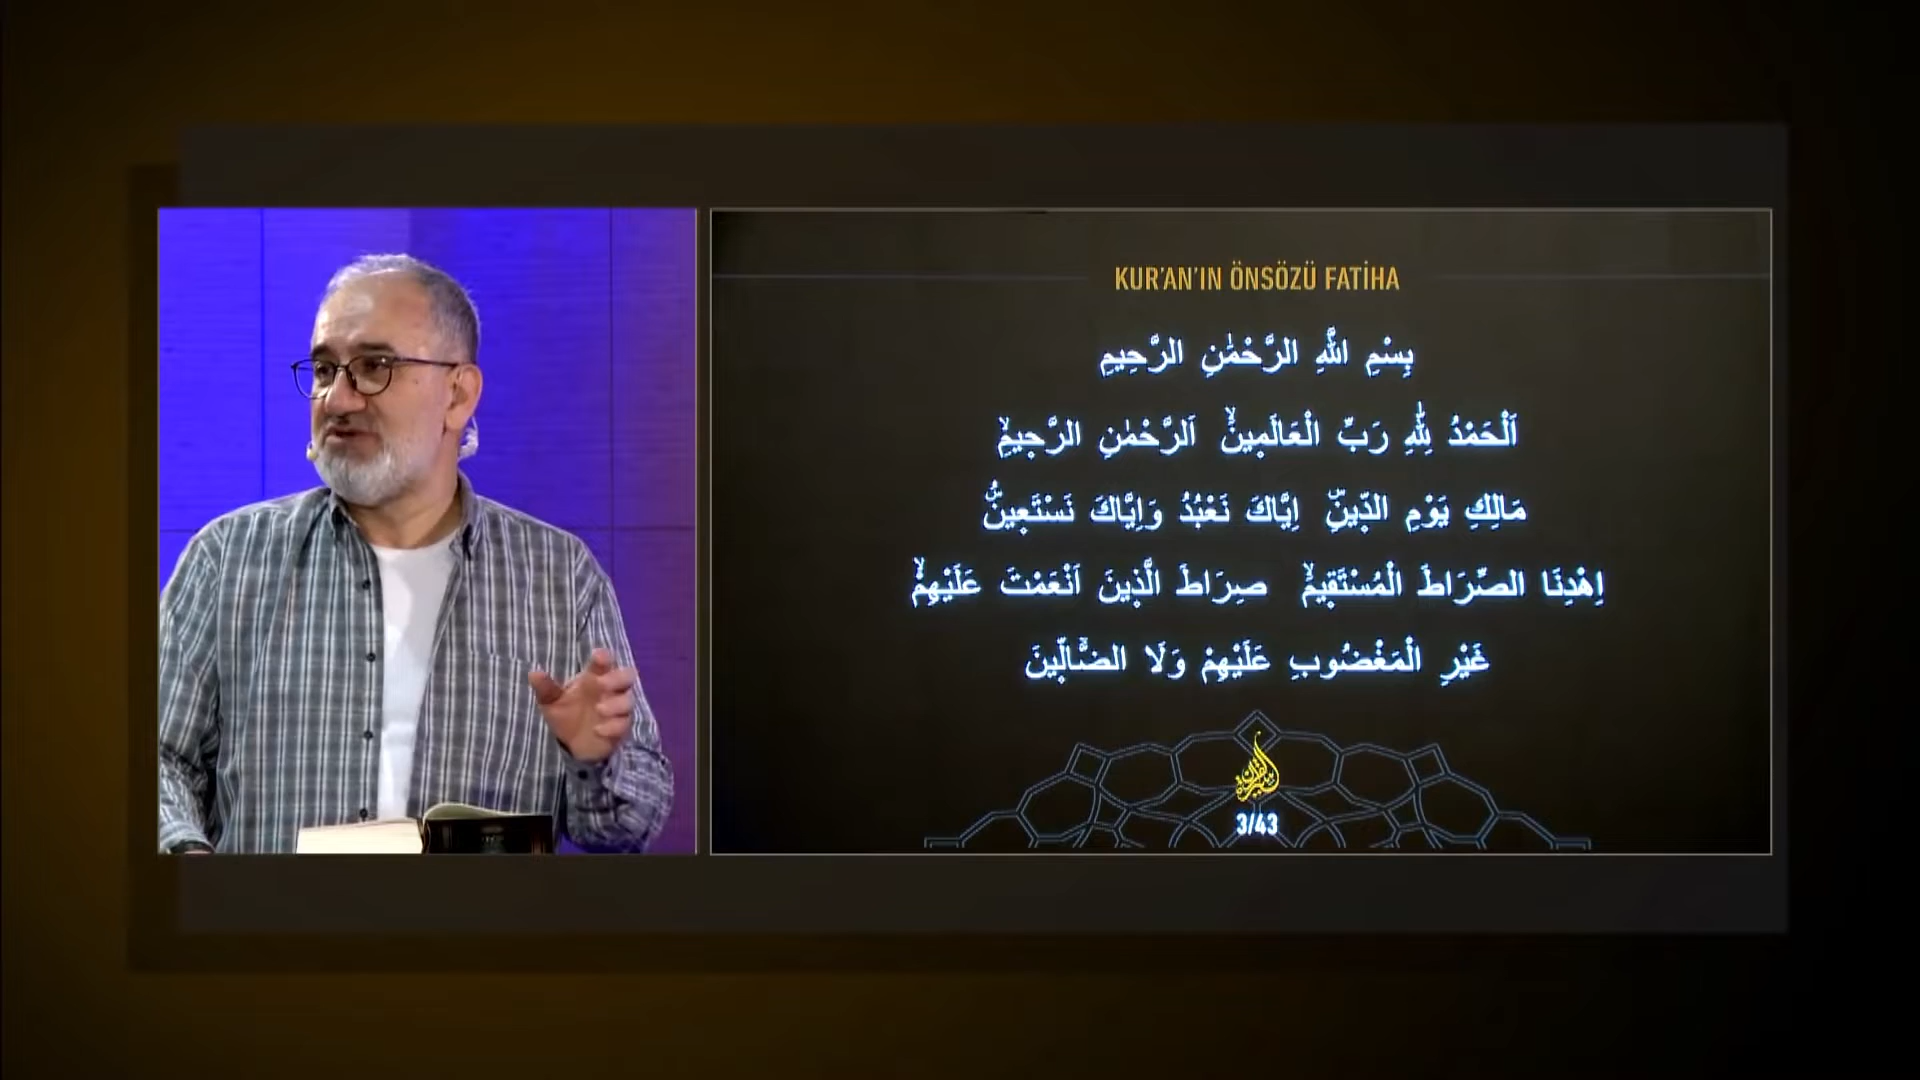 KUR'AN'IN ÖNSÖZÜ FATİHA
بِسْمِ اللّٰهِ الرَّحْمٰنِ الرَّحِيمِ
اَلْحَمْدُ لِلّٰهِ رَبِّ الْعَالَمِينَۙ اَلرَّحْمٰنِ الرَّحِيمِۙ
مَالِكِ يَوْمِ الدِّينِۜ اِيَّاكَ نَعْبُدُ وَاِيَّاكَ نَسْتَعِينُۜ
اِهْدِنَا الصِّرَاطَ الْمُسْتَقِيمَۙ صِرَاطَ الَّذِينَ اَنْعَمْتَ عَلَيْهِمْۙ
غَيْرِ الْمَغْضُوبِ عَلَيْهِمْ وَلَا الضَّٓالِّينَ
3/43